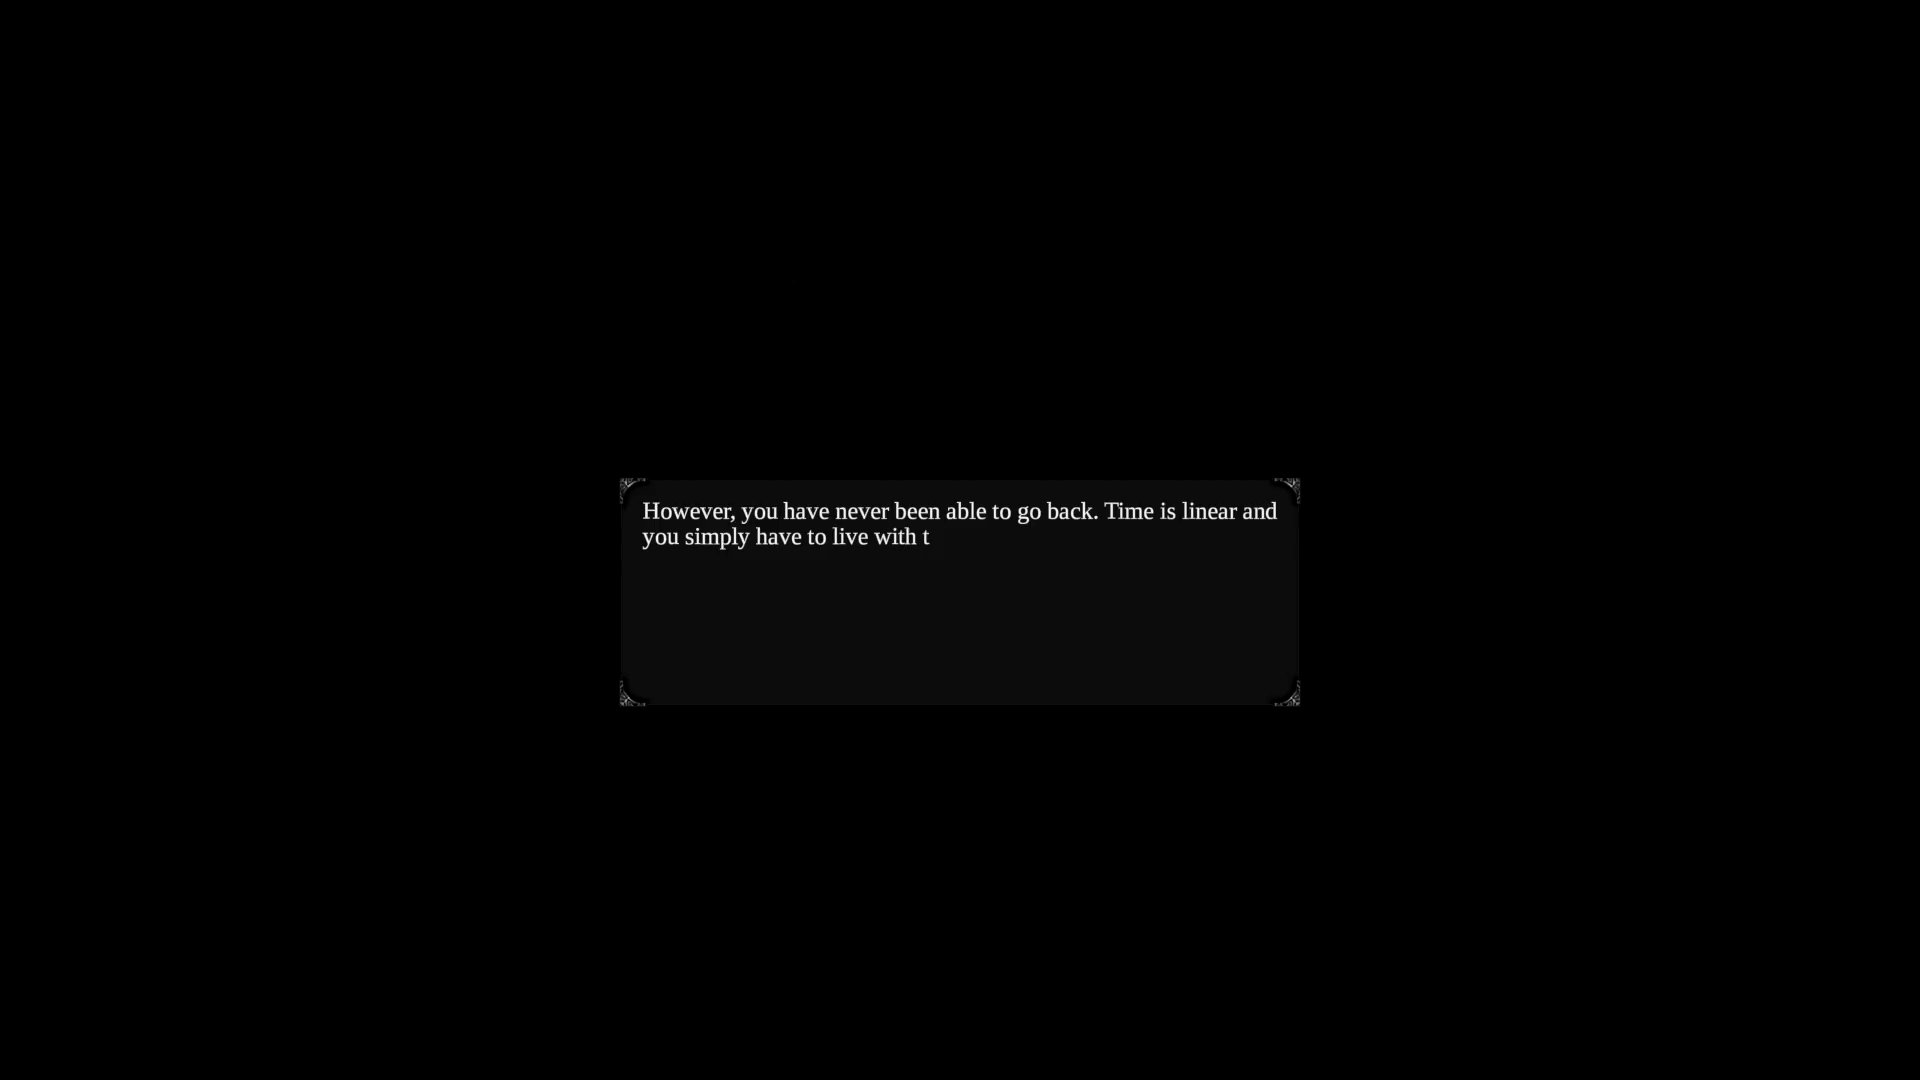 However, you have never been able to go back. Time is linear and
you simply have to live with t